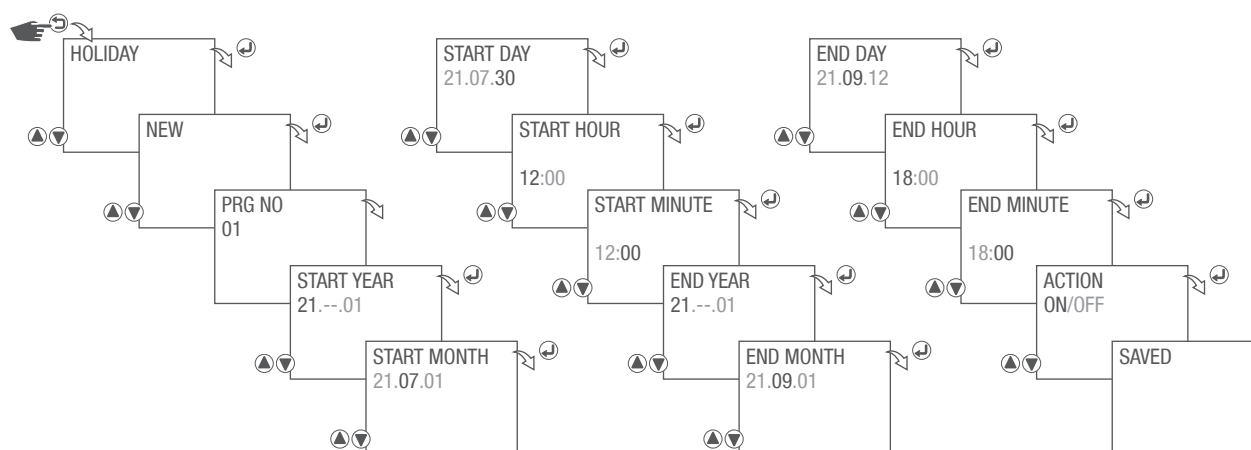 HOLIDAY
NEW
PRG NO
01
START YEAR
21.--.01
START MONTH
21.07.01
START DAY
21.07.30
START HOUR
12:00
START MINUTE
12:00
END YEAR
21.--.01
END MONTH
21.09.01
END DAY
21.09.12
END HOUR
18:00
END MINUTE
18:00
ACTION
ON/OFF
SAVED